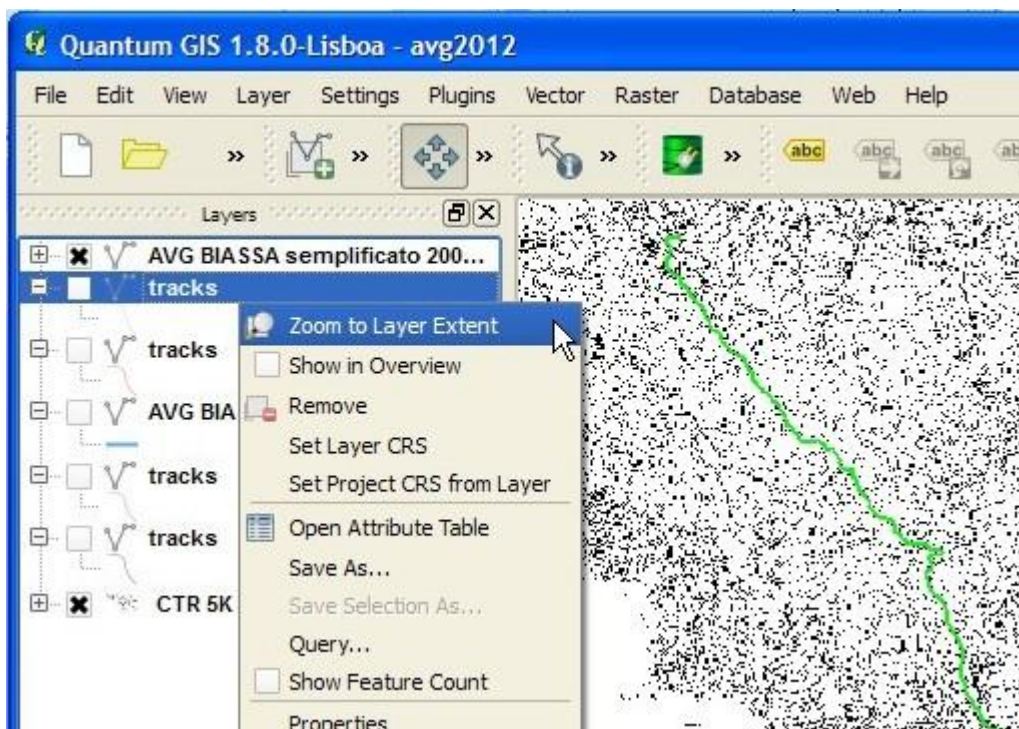 Quantum GIS 1.8.0-Lisboa - avg2012
File Edit View Layer Settings Plugins Vector Raster Database Web Help
» » » » » abc abc abc ab
Layers
AVG BIASSA semplificato 200...
tracks
Zoom to Layer Extent
Show in Overview
tracks
Remove
AVG BIA
Set Layer CRS
Set Project CRS from Layer
tracks
Open Attribute Table
tracks
Save As...
CTR 5K
Save Selection As...
Query...
Show Feature Count
Properties